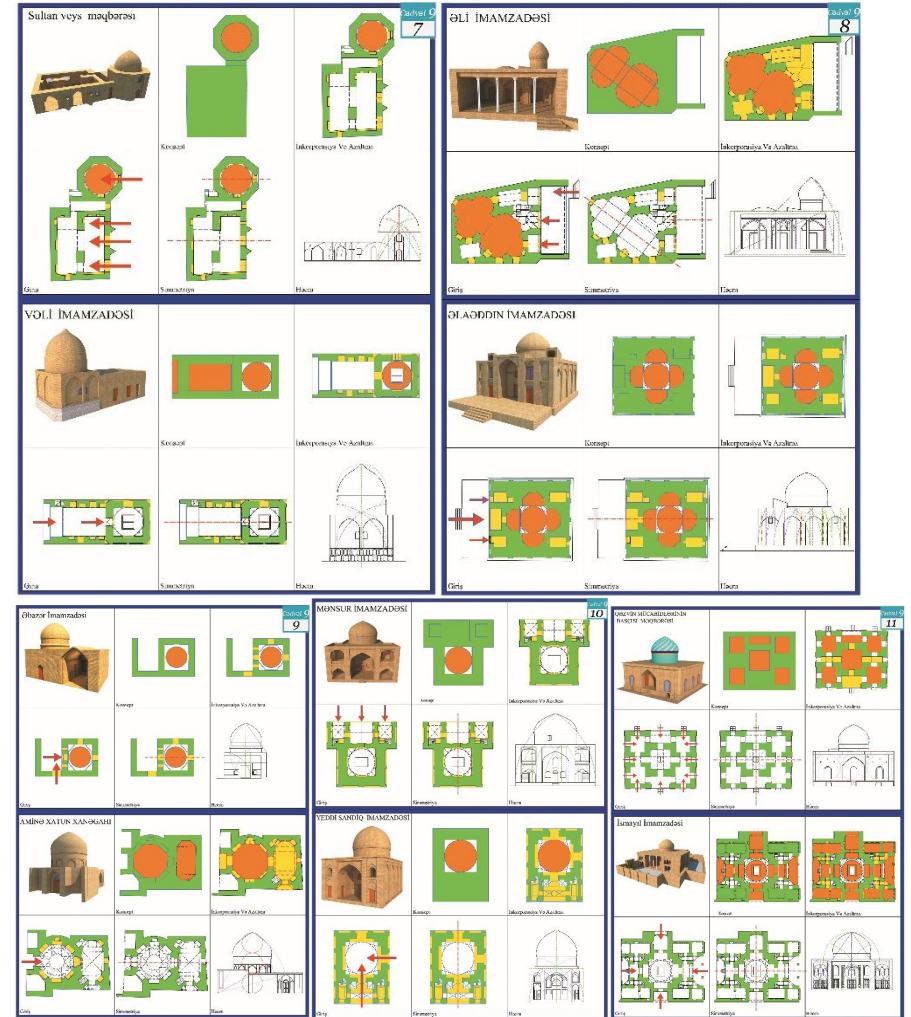 Sultan veys məqbərəsi
Cədvəl 9
7
Konsept
İnkorporasiya Və Azaltma
Giriş
Simmetriya
Həcm
ƏLİ İMAMZADƏSİ
Cədvəl 9
8
Konsept
İnkorporasiya Və Azaltma
Giriş
Simmetriya
Həcm
VƏLİ İMAMZADƏSİ
Konsept
İnkorporasiya Və Azaltma
Giriş
Simmetriya
Həcm
ƏLAƏDDIN İMAMZADƏSI
Konsept
İnkorporasiya Və Azaltma
Giriş
Simmetriya
Həcm
Əbazər İmamzadəsi
Cədvəl 9
9
Konsept
İnkorporasiya Və Azaltma
Giriş
Simmetriya
Həcm
MƏNSUR İMAMZADƏSİ
Cədvəl 9
10
Konsept
İnkorporasiya Və Azaltma
Giriş
Simmetriya
Həcm
QƏZVİN MÜCAHİDLƏRİNİN
BAŞÇISI MƏQBƏRƏSİ
Cədvəl 9
11
Konsept
İnkorporasiya Və Azaltma
Giriş
Simmetriya
Həcm
AMİNƏ XATUN XANƏGAHI
Konsept
İnkorporasiya Və Azaltma
Giriş
Simmetriya
Həcm
YEDDİ SANDİQ İMAMZADƏSİ
Konsept
İnkorporasiya Və Azaltma
Giriş
Simmetriya
Həcm
İsmayıl İmamzadəsi
Konsept
İnkorporasiya Və Azaltma
Giriş
Simmetriya
Həcm